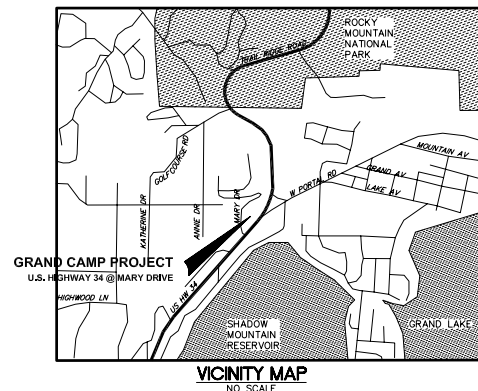 ROCKY
MOUNTAIN
NATIONAL
PARK
TRAIL RIDGE ROAD
MOUNTAIN AV
GRAND AV
LAKE AV
W PORTAL RD
GOLF COURSE RD
KATHERINE DR
ANNIE DR
MARY DR
GRAND CAMP PROJECT
U.S. HIGHWAY 34 @ MARY DRIVE
HIGHWOOD LN
US HW 34
SHADOW
MOUNTAIN
RESERVOIR
GRAND LAKE
VICINITY MAP
NO SCALE